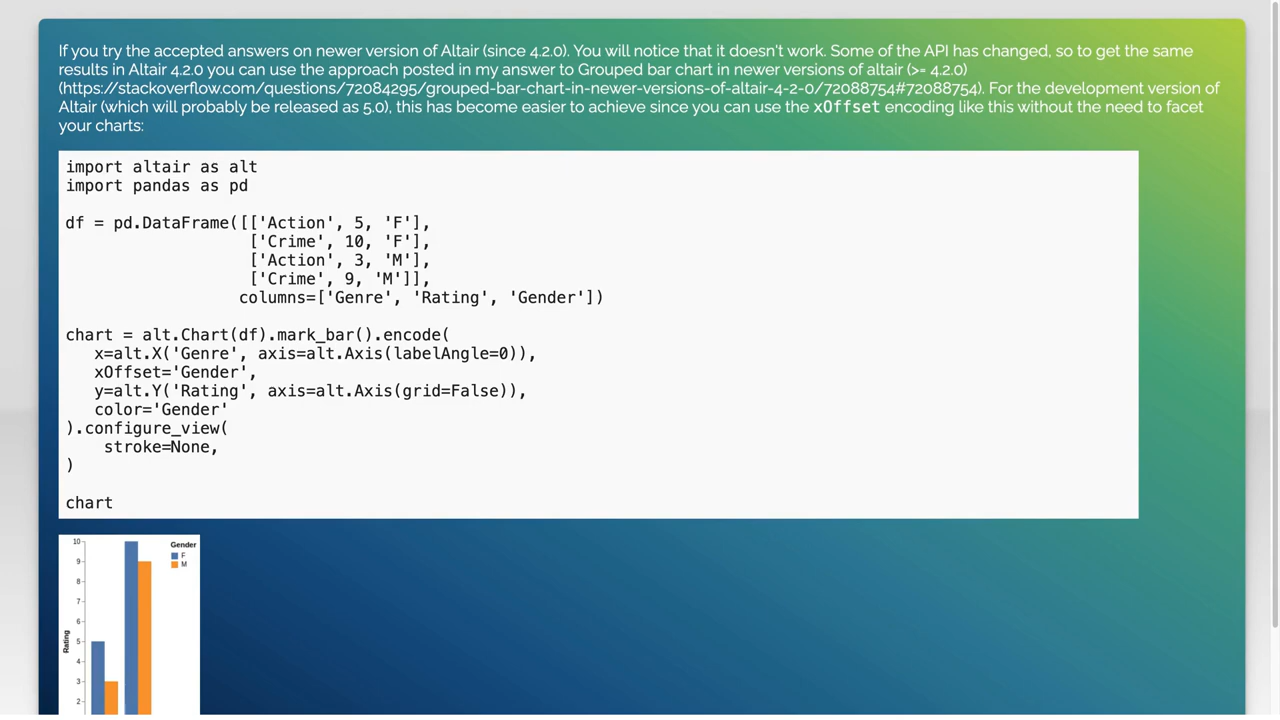 If you try the accepted answers on newer version of Altair (since 4.2.0). You will notice that it doesn't work. Some of the API has changed, so to get the same
results in Altair 4.2.0 you can use the approach posted in my answer to Grouped bar chart in newer versions of altair (>= 4.2.0)
(https://stackoverflow.com/questions/72084295/grouped-bar-chart-in-newer-versions-of-altair-4-2-0/72088754#72088754). For the development version of
Altair (which will probably be released as 5.0), this has become easier to achieve since you can use the xOffset encoding like this without the need to facet
your charts:
import altair as alt
import pandas as pd
df = pd.DataFrame([['Action', 5, 'F'],
['Crime', 10, 'F'],
['Action', 3, 'M'],
['Crime', 9, 'M']],
columns=['Genre', 'Rating', 'Gender'])
chart = alt.Chart(df).mark_bar().encode(
x=alt.X('Genre', axis=alt.Axis(labelAngle=0)),
xOffset='Gender',
y=alt.Y('Rating', axis=alt.Axis(grid=False)),
color='Gender'
).configure_view(
stroke=None,
)
chart
10
9
8
7
6
5
4
3
2
Rating
Gender
F
M